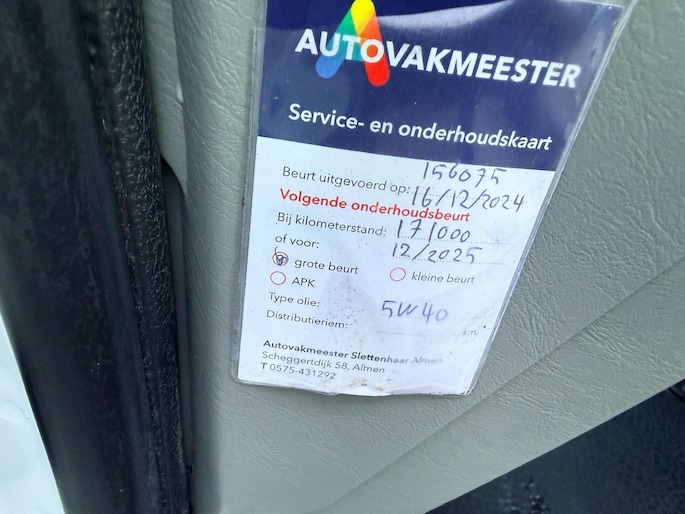 AUTOVAKMEESTER
Service- en onderhoudskaart
156075
Beurt uitgevoerd op: 16/12/2024
Volgende onderhoudsbeurt
Bij kilometerstand: 171000
of voor: 12/2025
grote beurt kleine beurt
APK
Type olie: 5W40
Distributieriem: km.
Autovakmeester Slettenhaar Almen
Scheggertdijk 58, Almen
T 0575-431292